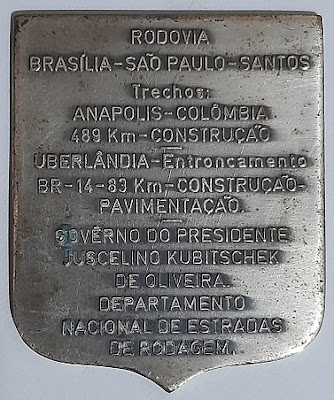 RODOVIA
BRASÍLIA-SÃO PAULO-SANTOS
Trechos:
ANAPOLIS-COLÔMBIA
489 Km-CONSTRUÇÃO
UBERLÂNDIA-Entroncamento
BR-14-83 Km,-CONSTRUÇÃO-
PAVIMENTAÇÃO
GOVÊRNO DO PRESIDENTE
JUSCELINO KUBITSCHEK
DE OLIVEIRA.
DEPARTAMENTO
NACIONAL DE ESTRADAS
DE RODAGEM.